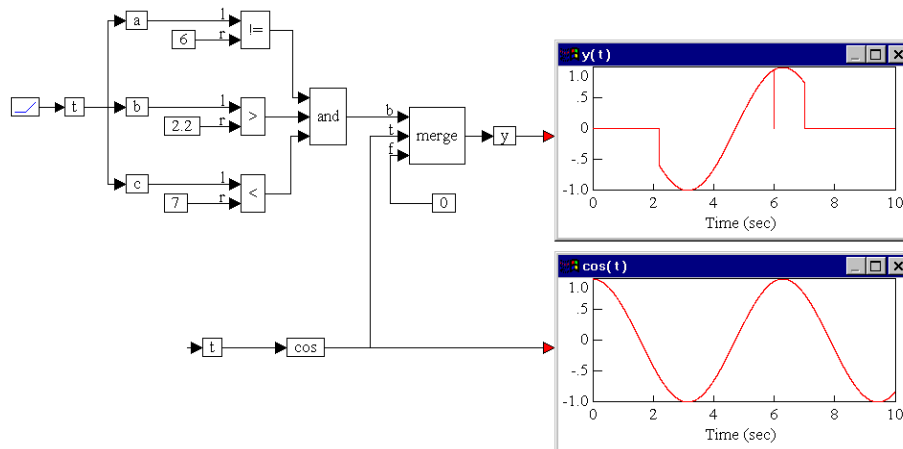 a
l
r
6
!=
t
b
l
r
2.2
>
and
c
l
r
7
<
b
t
f
merge
y
0
t
cos
y(t)
1.0
.5
0
-.5
-1.0
0 2 4 6 8 10
Time (sec)
cos(t)
1.0
.5
0
-.5
-1.0
0 2 4 6 8 10
Time (sec)